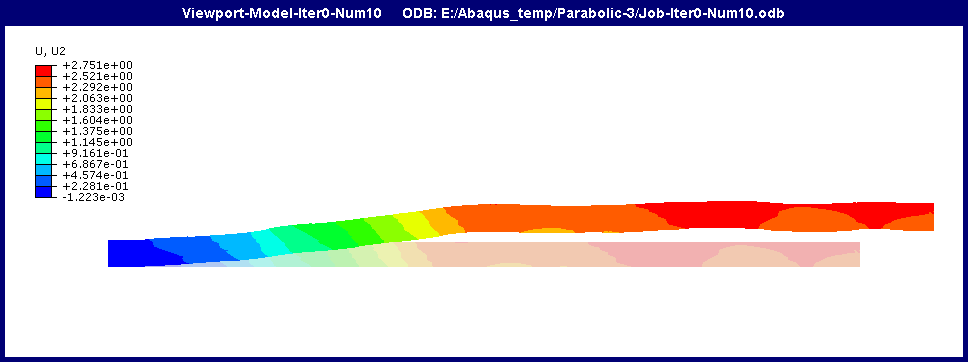 Viewport-Model-Iter0-Num10 ODB: E:/Abaqus_temp/Parabolic-3/Job-Iter0-Num10.odb
U, U2
+2.751e+00
+2.521e+00
+2.292e+00
+2.063e+00
+1.833e+00
+1.604e+00
+1.375e+00
+1.145e+00
+9.161e-01
+6.867e-01
+4.574e-01
+2.281e-01
-1.223e-03